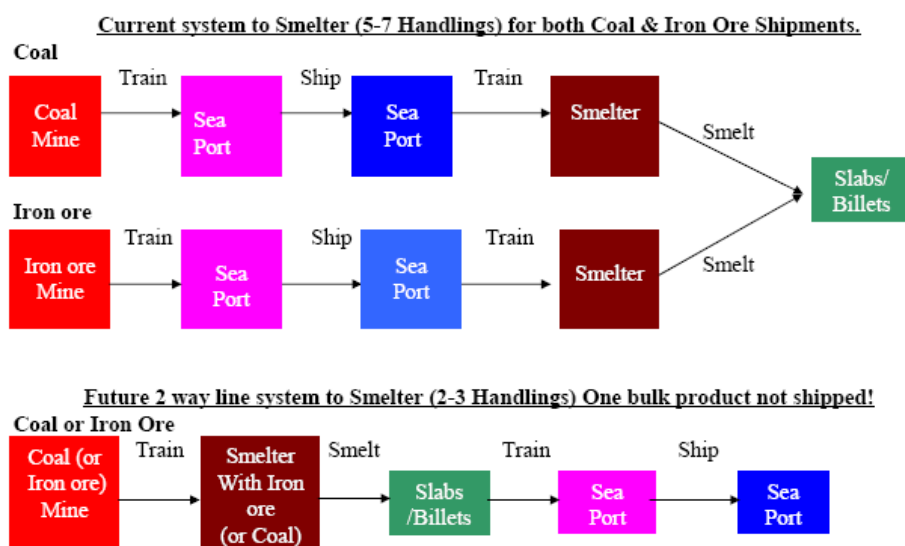 Current system to Smelter (5-7 Handlings) for both Coal & Iron Ore Shipments.
Coal
Train
Ship
Train
Coal
Mine
Sea
Port
Sea
Port
Smelter
Smelt
Slabs/
Billets
Iron ore
Train
Ship
Train
Iron ore
Mine
Sea
Port
Sea
Port
Smelter
Smelt
Future 2 way line system to Smelter (2-3 Handlings) One bulk product not shipped!
Coal or Iron Ore
Train
Smelt
Train
Ship
Coal (or
Iron ore)
Mine
Smelter
With Iron
ore
(or Coal)
Slabs
/Billets
Sea
Port
Sea
Port